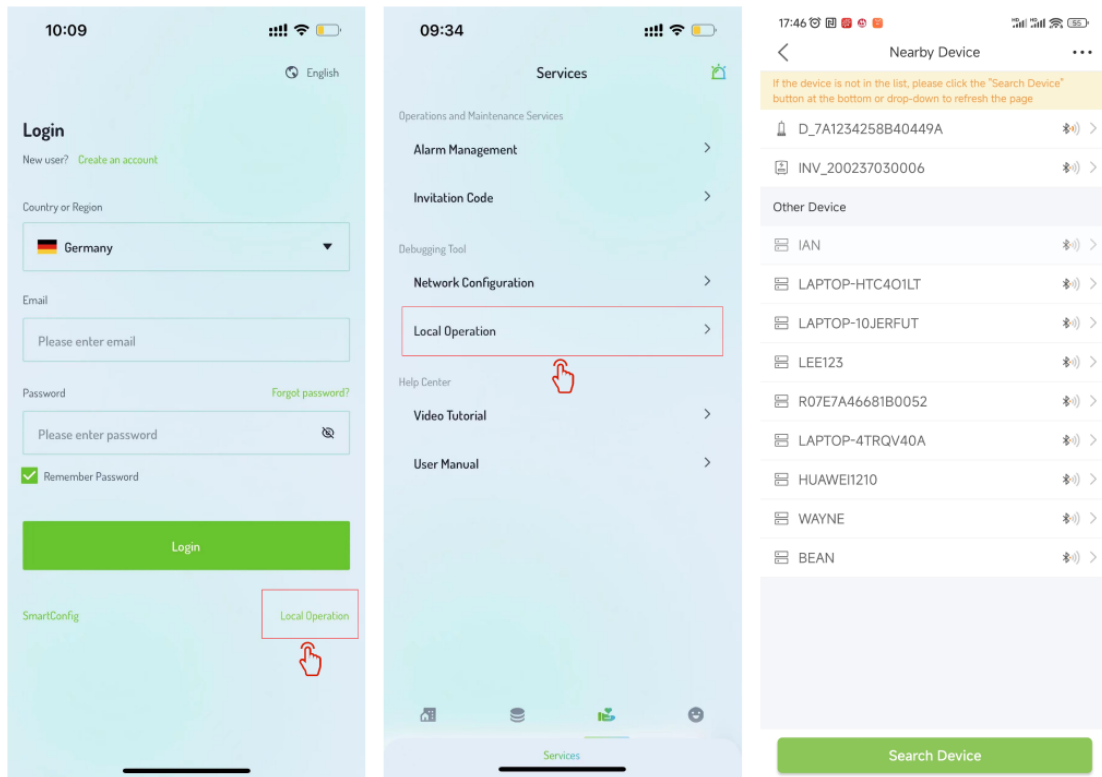 10:09
English
Login
New user? Create an account
Country or Region
Germany
Email
Please enter email
Password Forgot password?
Please enter password
Remember Password
Login
SmartConfig Local Operation
09:34
Services
Operations and Maintenance Services
Alarm Management
Invitation Code
Debugging Tool
Network Configuration
Local Operation
Help Center
Video Tutorial
User Manual
Services
17:46 55
Nearby Device
If the device is not in the list, please click the "Search Device"
button at the bottom or drop-down to refresh the page
D_7A1234258B40449A
INV_200237030006
Other Device
IAN
LAPTOP-HTC4O1LT
LAPTOP-10JERFUT
LEE123
R07E7A46681B0052
LAPTOP-4TRQV40A
HUAWEI1210
WAYNE
BEAN
Search Device